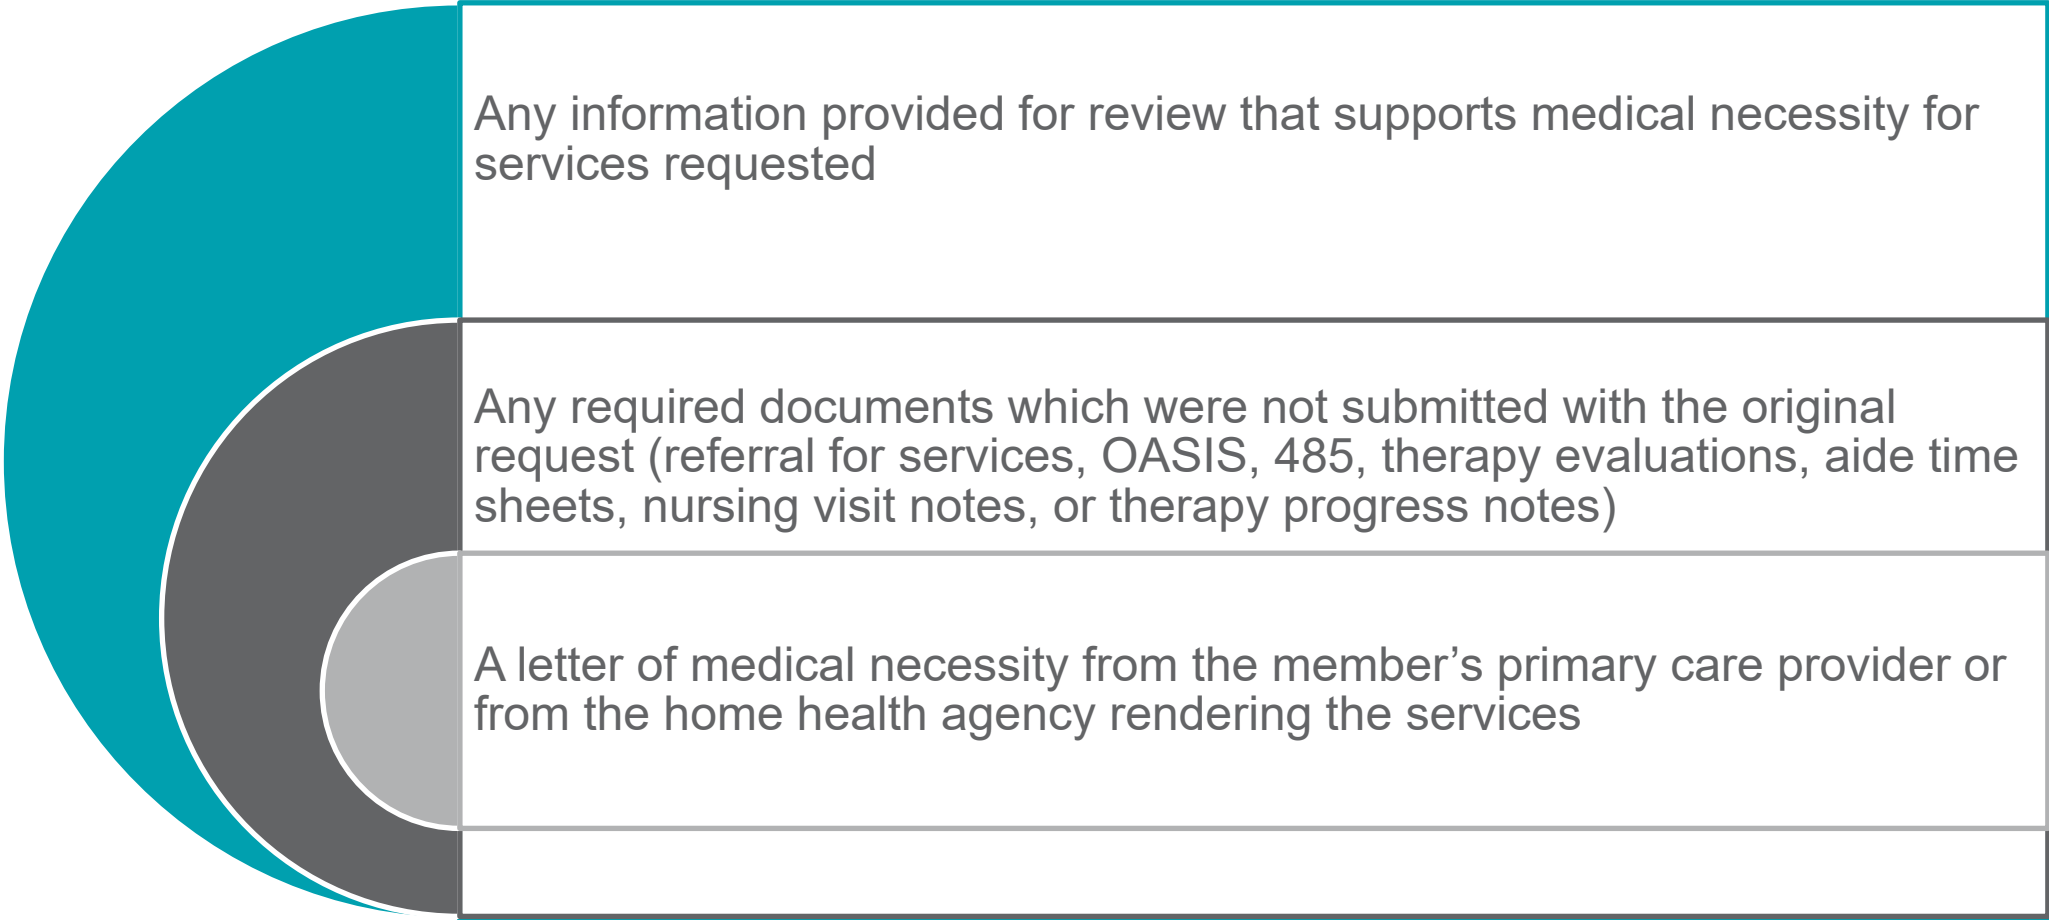 Any information provided for review that supports medical necessity for
services requested
Any required documents which were not submitted with the original
request (referral for services, OASIS, 485, therapy evaluations, aide time
sheets, nursing visit notes, or therapy progress notes)
A letter of medical necessity from the member’s primary care provider or
from the home health agency rendering the services